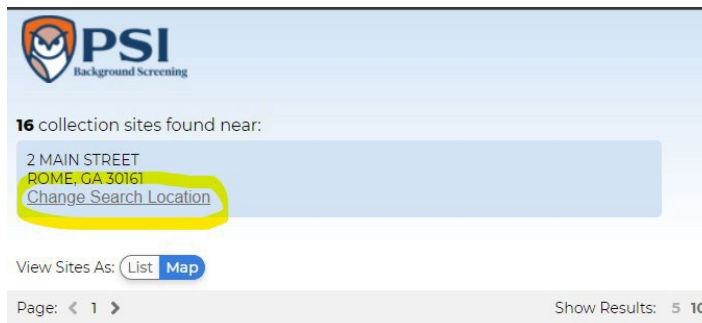 PSI
Background Screening
16 collection sites found near:
2 MAIN STREET
ROME, GA 30161
Change Search Location
View Sites As: List Map
Page: < 1 > Show Results: 5 10